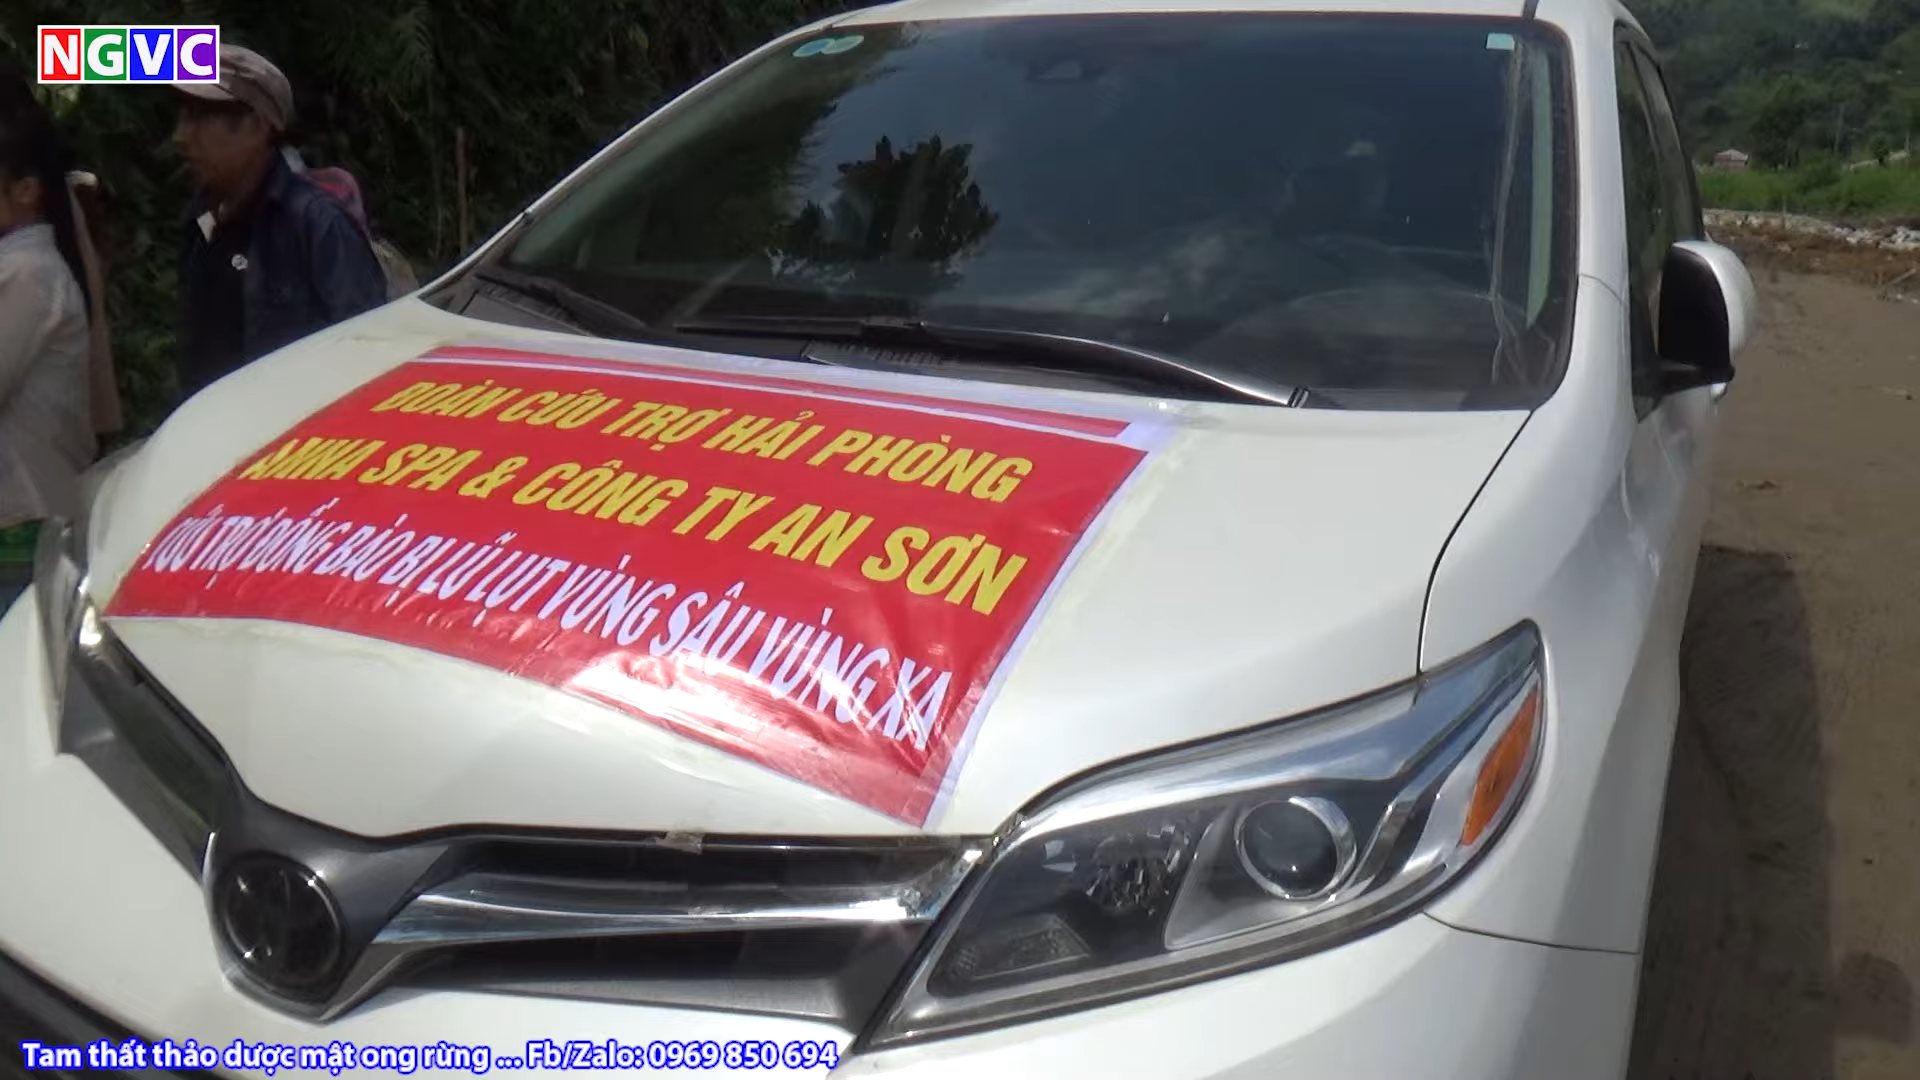 NGVC
ĐOÀN CỨU TRỢ HẢI PHÒNG
ANNA SPA & CÔNG TY AN SƠN
CỨU TRỢ ĐỒNG BÀO BỊ LŨ LỤT VÙNG SÂU VÙNG XA
Tam thất thảo dược mật ong rừng ... Fb/Zalo: 0969 850 694